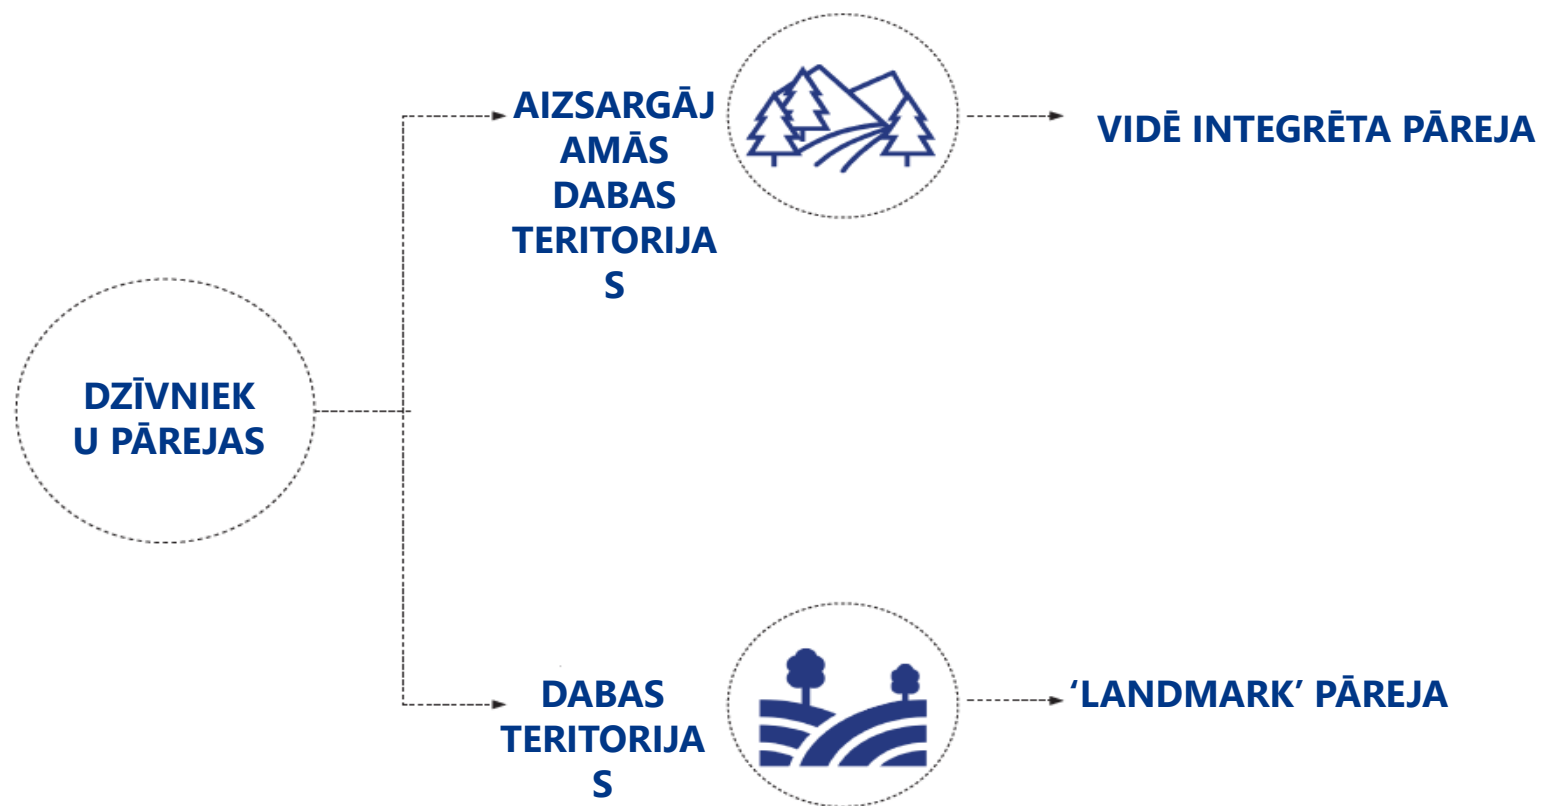 AIZSARGĀJ
AMĀS
DABAS
TERITORIJA
S
VIDĒ INTEGRĒTA PĀREJA
DZĪVNIEK
U PĀREJAS
DABAS
TERITORIJA
S
‘LANDMARK’ PĀREJA